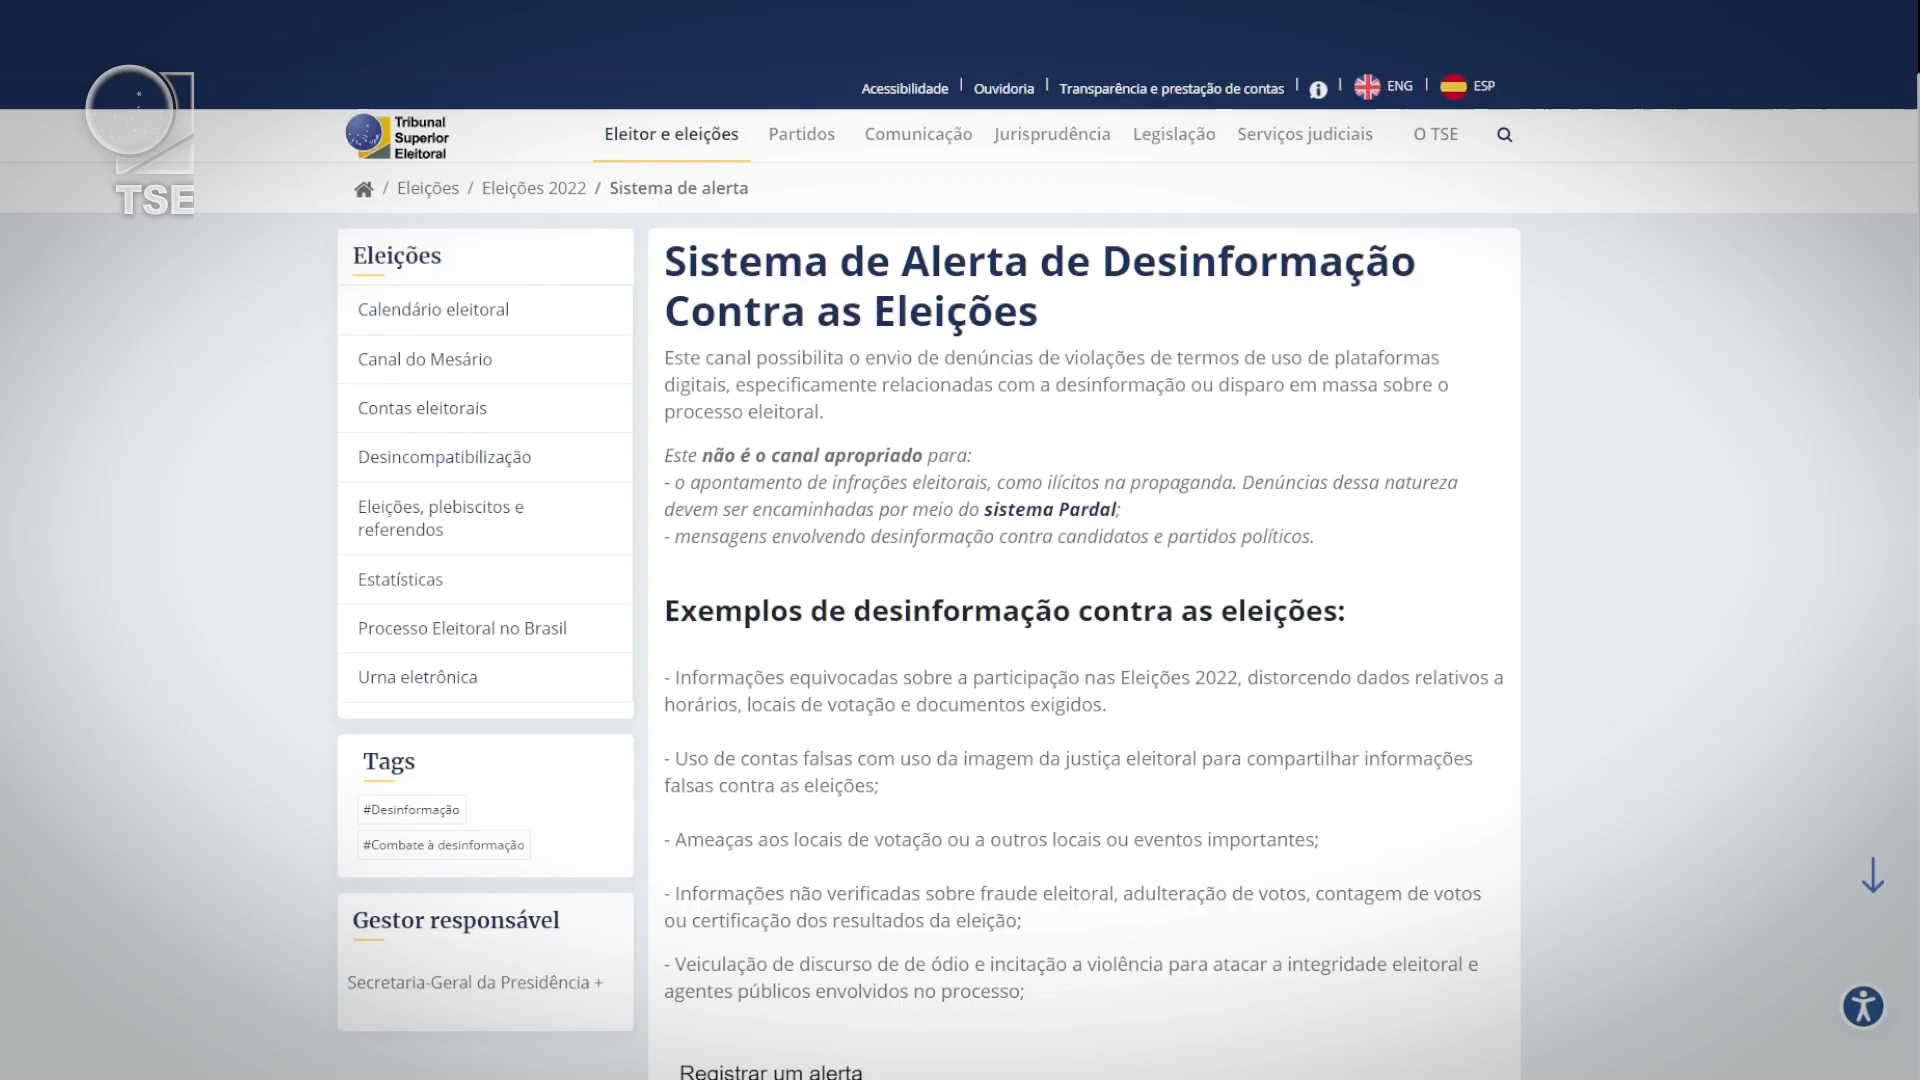 Acessibilidade | Ouvidoria | Transparência e prestação de contas | | ENG | ESP
TSE
Tribunal
Superior
Eleitoral
Eleitor e eleições Partidos Comunicação Jurisprudência Legislação Serviços judiciais O TSE
/ Eleições / Eleições 2022 / Sistema de alerta
Eleições
Calendário eleitoral
Canal do Mesário
Contas eleitorais
Desincompatibilização
Eleições, plebiscitos e
referendos
Estatísticas
Processo Eleitoral no Brasil
Urna eletrônica
Tags
#Desinformação
#Combate à desinformação
Gestor responsável
Secretaria-Geral da Presidência +
Sistema de Alerta de Desinformação
Contra as Eleições
Este canal possibilita o envio de denúncias de violações de termos de uso de plataformas
digitais, especificamente relacionadas com a desinformação ou disparo em massa sobre o
processo eleitoral.
Este não é o canal apropriado para:
- o apontamento de infrações eleitorais, como ilícitos na propaganda. Denúncias dessa natureza
devem ser encaminhadas por meio do sistema Pardal;
- mensagens envolvendo desinformação contra candidatos e partidos políticos.
Exemplos de desinformação contra as eleições:
- Informações equivocadas sobre a participação nas Eleições 2022, distorcendo dados relativos a
horários, locais de votação e documentos exigidos.
- Uso de contas falsas com uso da imagem da justiça eleitoral para compartilhar informações
falsas contra as eleições;
- Ameaças aos locais de votação ou a outros locais ou eventos importantes;
- Informações não verificadas sobre fraude eleitoral, adulteração de votos, contagem de votos
ou certificação dos resultados da eleição;
- Veiculação de discurso de de ódio e incitação a violência para atacar a integridade eleitoral e
agentes públicos envolvidos no processo;
Registrar um alerta